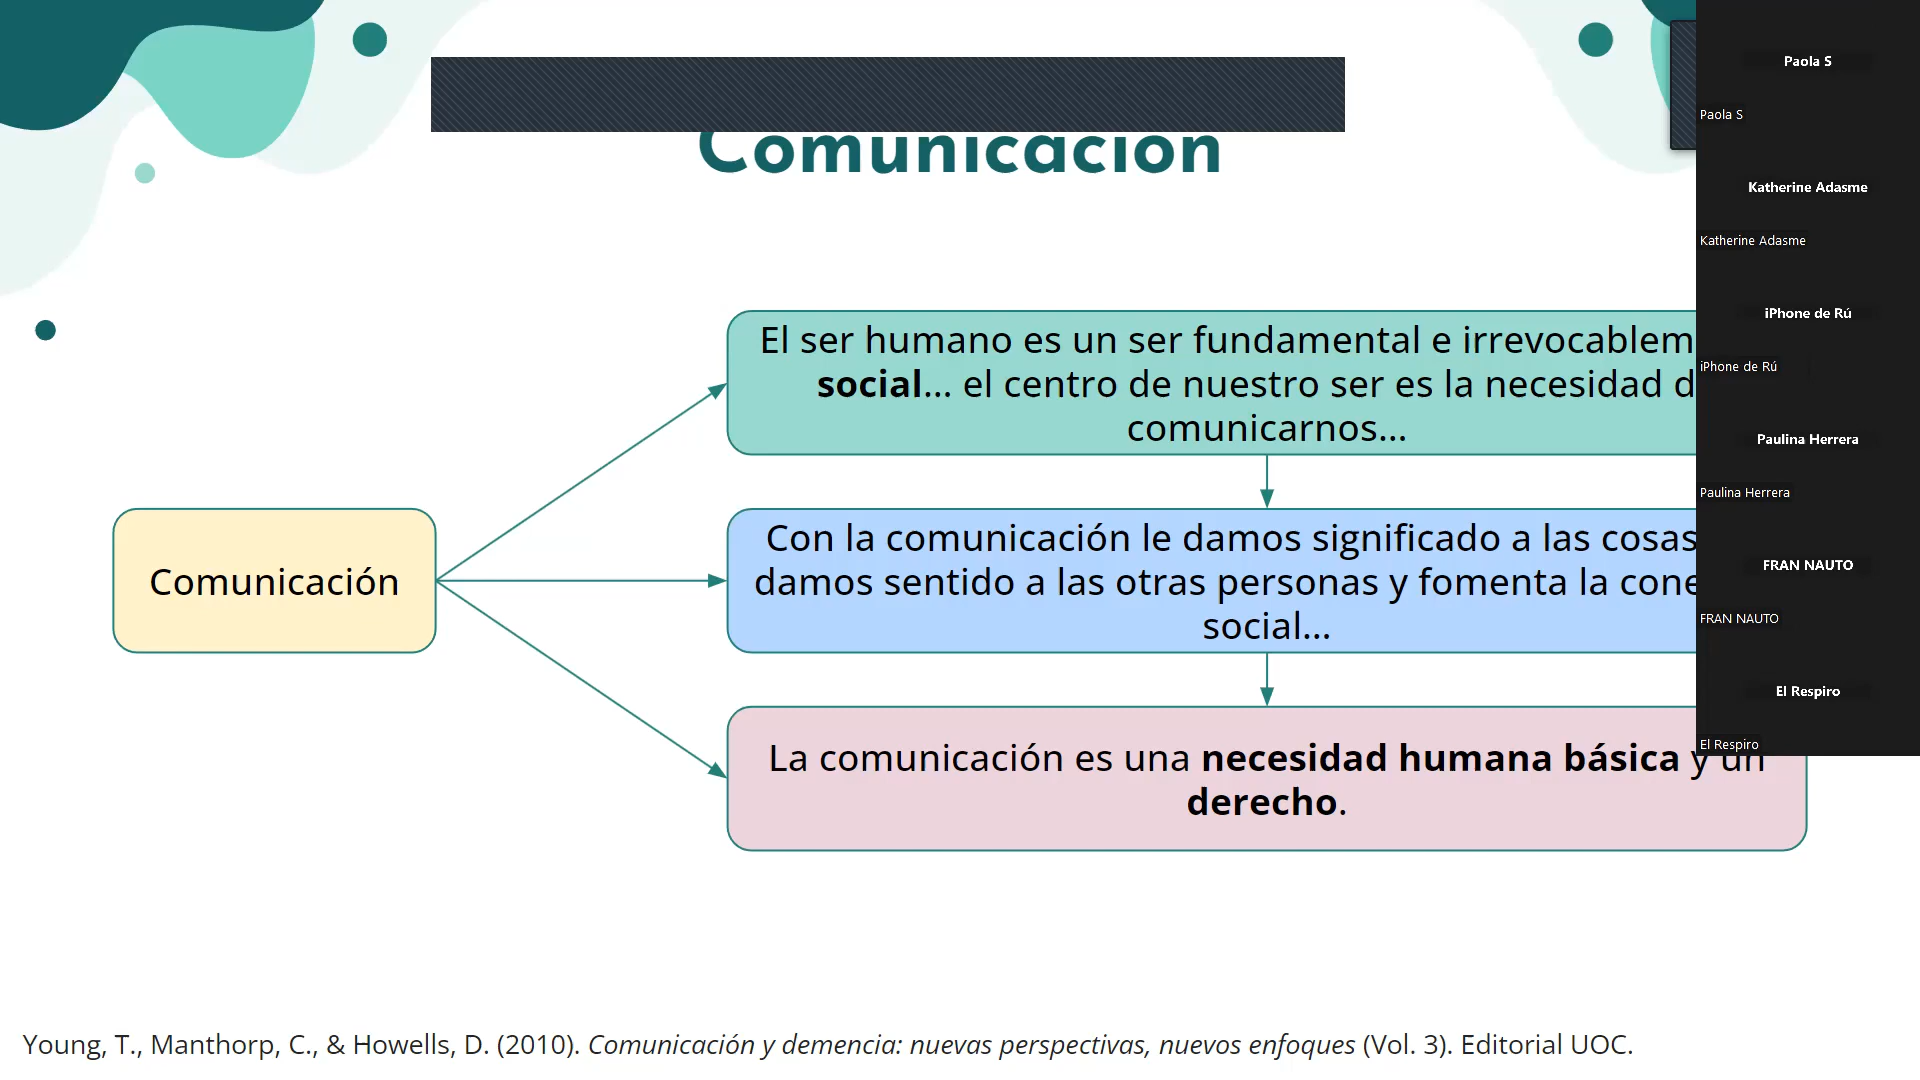 Comunicación
El ser humano es un ser fundamental e
social... el centro de nuestro ser es la necesidad
comunicarnos...
Comunicación
Con la comunicación le damos significado a las cosas
damos sentido a las otras personas y fomenta la
social...
La comunicación es una necesidad humana básica y un
derecho.
Young, T., Manthorp, C., & Howells, D. (2010). Comunicación y demencia: nuevas perspectivas, nuevos enfoques (Vol. 3). Editorial UOC.
Paola S
Paola S
Katherine Adasme
Katherine Adasme
iPhone de Rú
iPhone de Rú
Paulina Herrera
Paulina Herrera
FRAN NAUTO
FRAN NAUTO
El Respiro
El Respiro